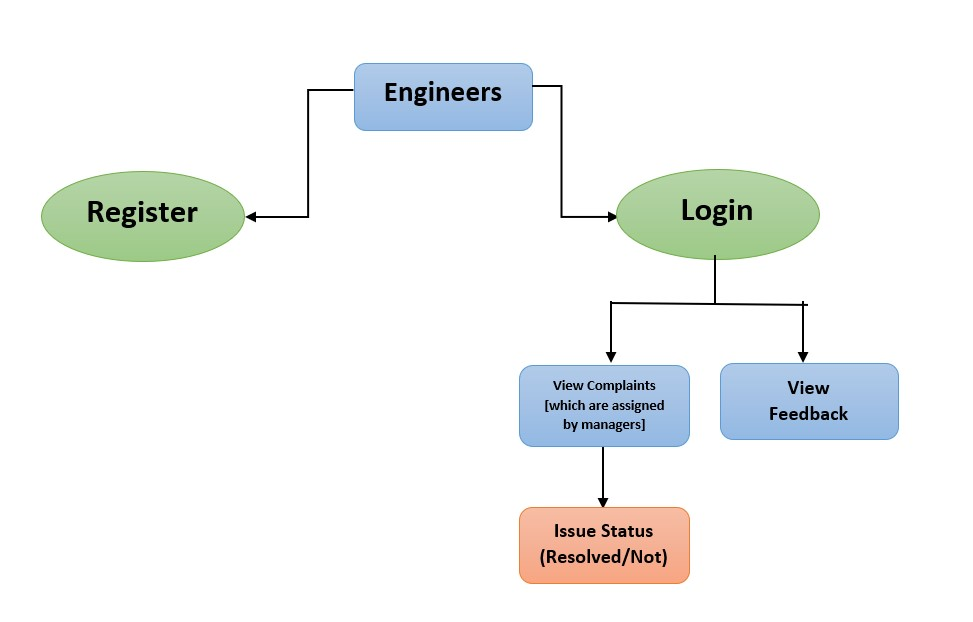 Engineers
Register
Login
View Complaints
[which are assigned
by managers]
View
Feedback
Issue Status
(Resolved/Not)